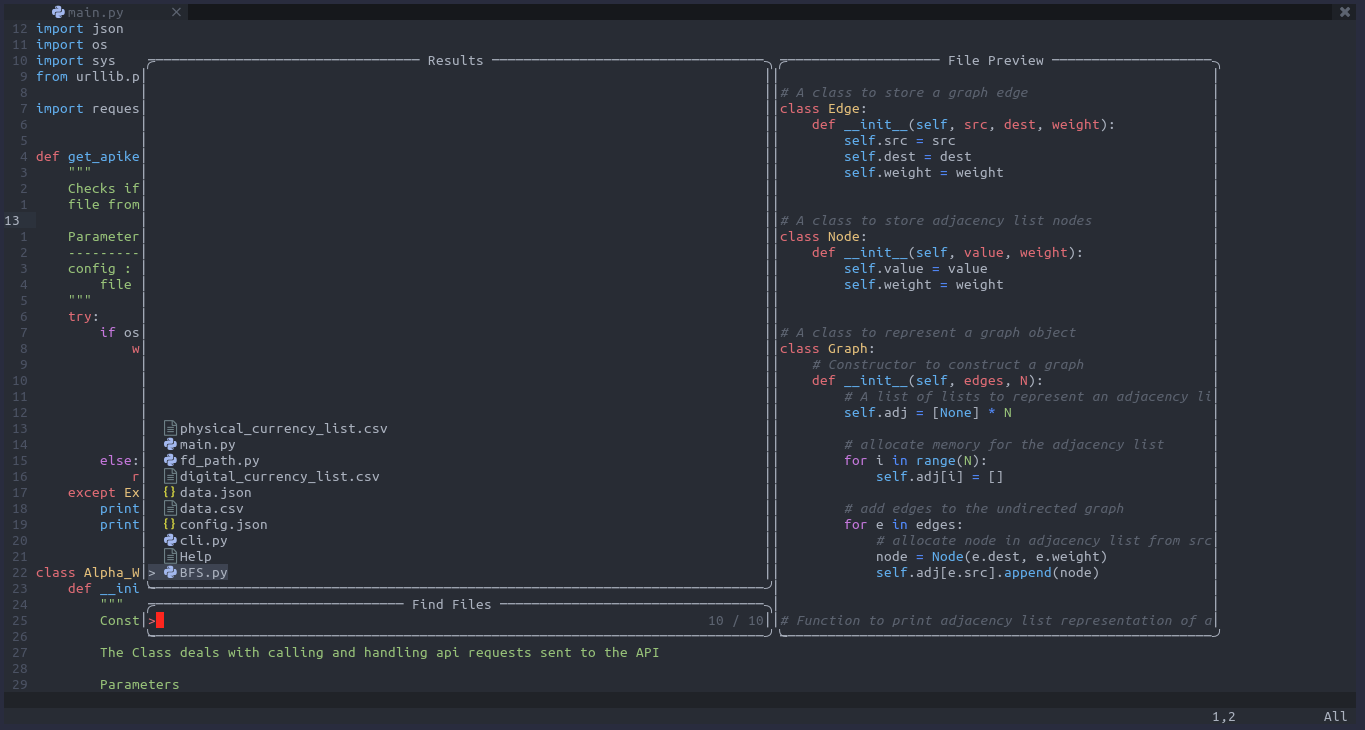 main.py
12 import json
11 import os
10 import sys
9 from urllib.p
8
7 import reques
6
5
4 def get_apike
3 """
2 Checks if
1 file from
13
1 Parameter
2 ---------
3 config :
4 file
5 """
6 try:
7 if os
8 w
9
10
11
12
13
14
15 else:
16 r
17 except Ex
18 print
19 print
20
21
22 class Alpha_W
23 def __ini
24 """
25 Const
26
27 The Class deals with calling and handling api requests sent to the API
28
29 Parameters
Results
physical_currency_list.csv
main.py
fd_path.py
digital_currency_list.csv
{} data.json
data.csv
{} config.json
cli.py
Help
> BFS.py
Find Files
> 10 / 10
File Preview
# A class to store a graph edge
class Edge:
def __init__(self, src, dest, weight):
self.src = src
self.dest = dest
self.weight = weight
# A class to store adjacency list nodes
class Node:
def __init__(self, value, weight):
self.value = value
self.weight = weight
# A class to represent a graph object
class Graph:
# Constructor to construct a graph
def __init__(self, edges, N):
# A list of lists to represent an adjacency li
self.adj = [None] * N
# allocate memory for the adjacency list
for i in range(N):
self.adj[i] = []
# add edges to the undirected graph
for e in edges:
# allocate node in adjacency list from src
node = Node(e.dest, e.weight)
self.adj[e.src].append(node)
# Function to print adjacency list representation of a
1,2 All